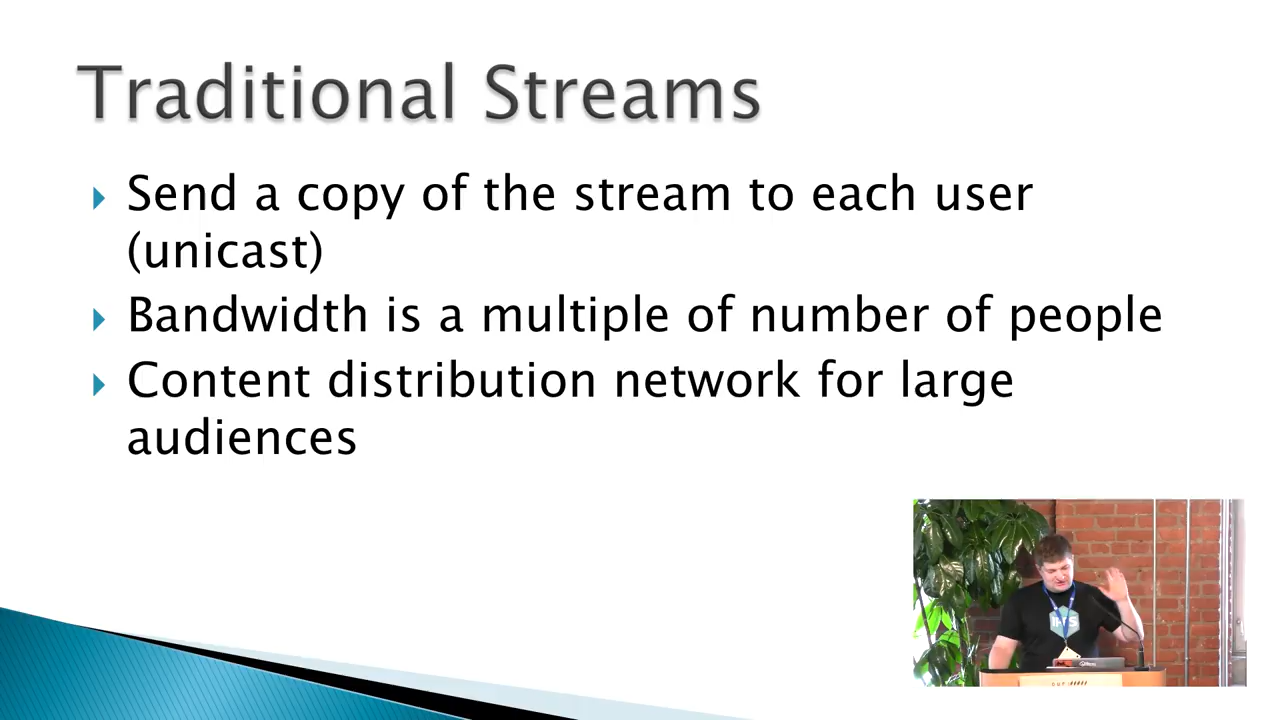 Traditional Streams
Send a copy of the stream to each user
(unicast)
Bandwidth is a multiple of number of people
Content distribution network for large
audiences
IPFS